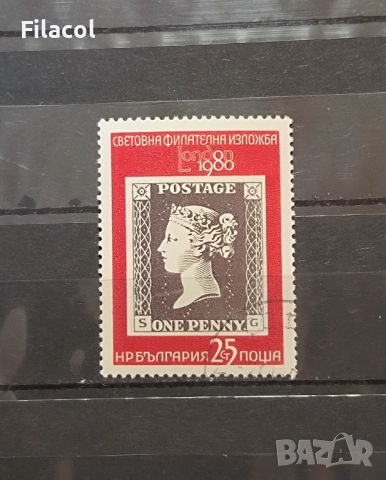 Filacol
СВЕТОВНА ФИЛАТЕЛНА ИЗЛОЖБА
London
1980
POSTAGE
S ONE PENNY G
НР БЪЛГАРИЯ 25 СТ ПОЩА
BAZAR